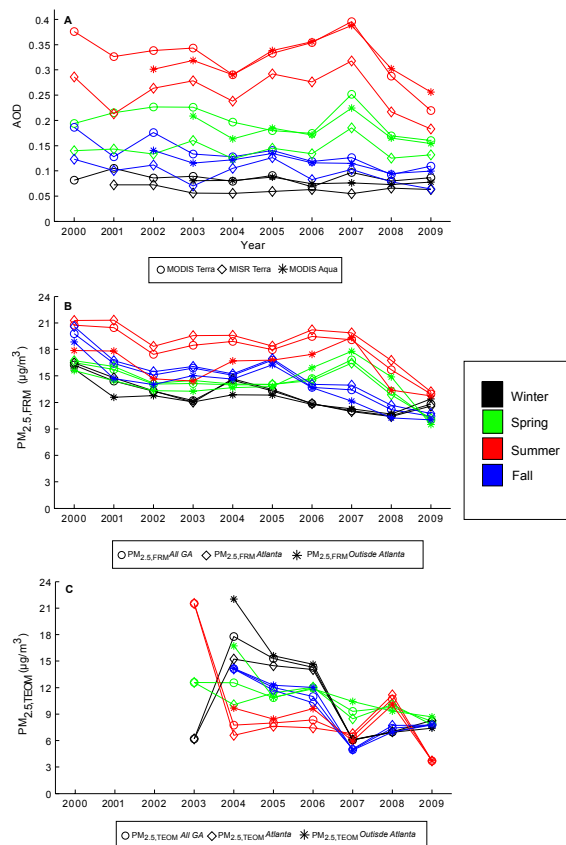 A
0.4
0.35
0.3
0.25
0.2
0.15
0.1
0.05
0
AOD
2000 2001 2002 2003 2004 2005 2006 2007 2008 2009
Year
MODIS Terra MISR Terra MODIS Aqua
B
24
21
18
15
12
9
6
3
0
PM2.5,FRM (µg/m³)
2000 2001 2002 2003 2004 2005 2006 2007 2008 2009
PM2.5,FRM All GA PM2.5,FRM Atlanta PM2.5,FRM Outisde Atlanta
Winter
Spring
Summer
Fall
C
24
21
18
15
12
9
6
3
0
PM2.5,TEOM (µg/m³)
2000 2001 2002 2003 2004 2005 2006 2007 2008 2009
PM2.5,TEOM All GA PM2.5,TEOM Atlanta PM2.5,TEOM Outisde Atlanta